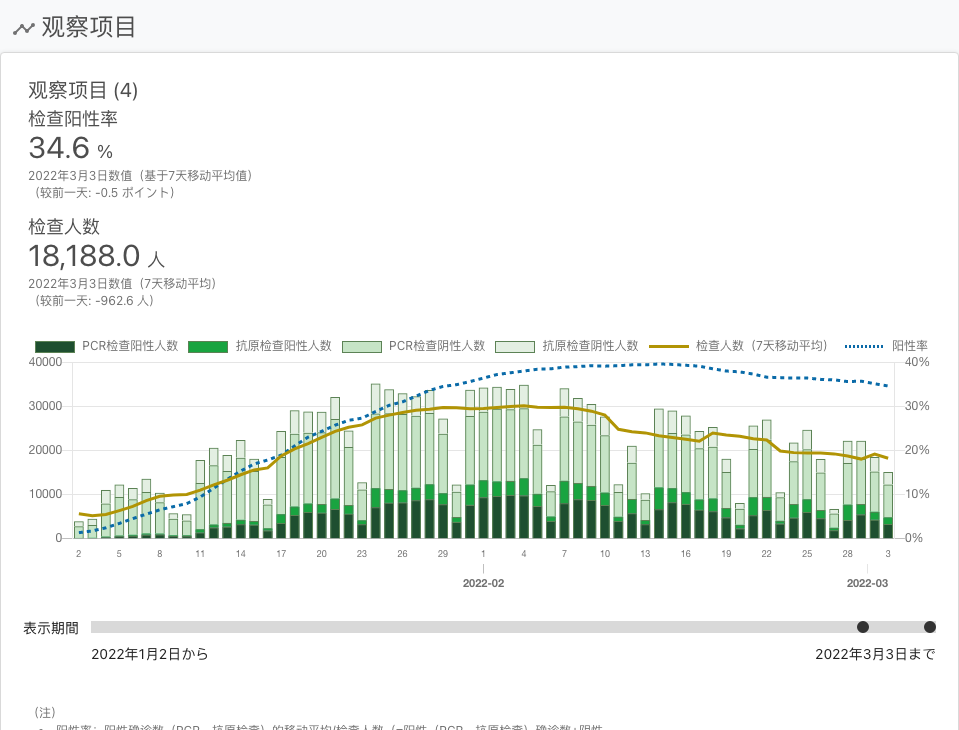 观察项目
观察项目 (4)
检查阳性率
34.6 %
2022年3月3日数值（基于7天移动平均值）
（较前一天: -0.5 ポイント）
检查人数
18,188.0 人
2022年3月3日数值（7天移动平均）
（较前一天: -962.6 人）
PCR检查阳性人数 抗原检查阳性人数 PCR检查阴性人数 抗原检查阴性人数 检查人数（7天移动平均） 阳性率
40000 40%
30000 30%
20000 20%
10000 10%
0 0%
2 5 8 11 14 17 20 23 26 29 1 4 7 10 13 16 19 22 25 28 3
2022-02 2022-03
表示期間
2022年1月2日から 2022年3月3日まで
（注）